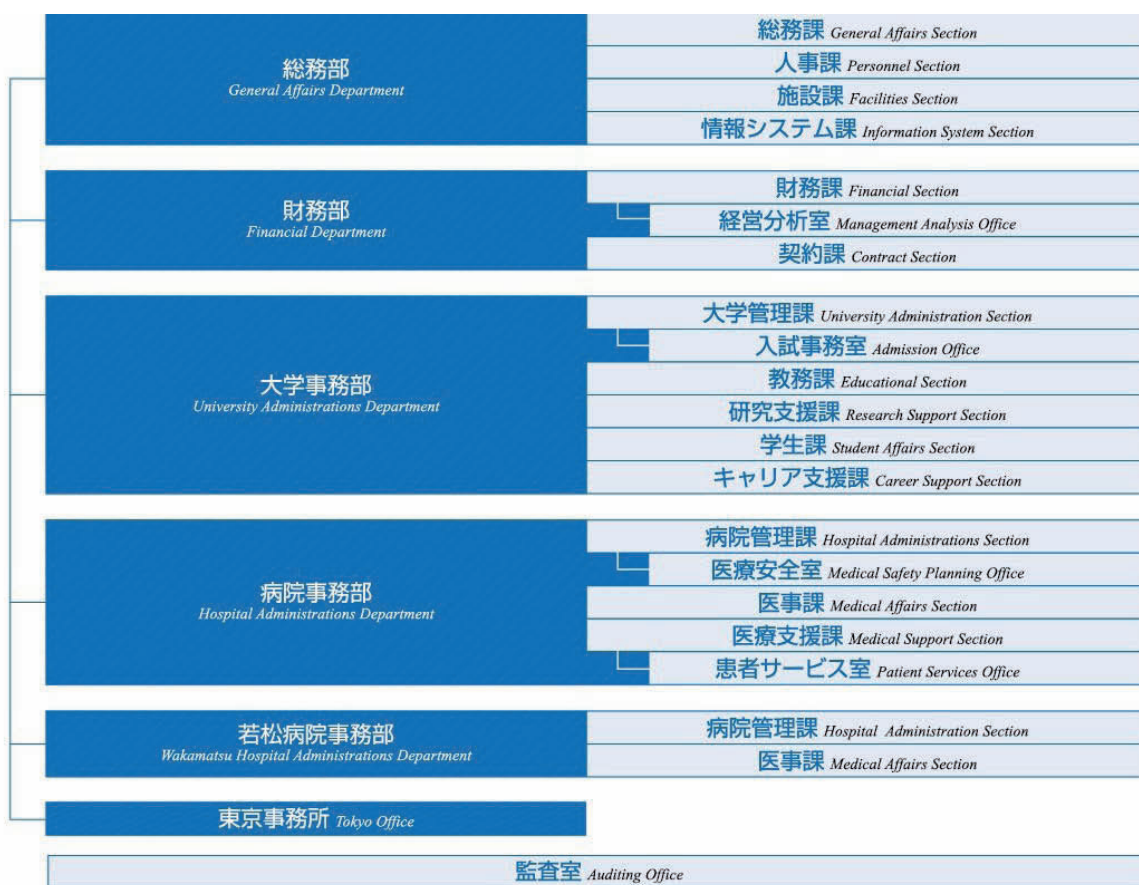 総務部
General Affairs Department
総務課 General Affairs Section
人事課 Personnel Section
施設課 Facilities Section
情報システム課 Information System Section
財務部
Financial Department
財務課 Financial Section
経営分析室 Management Analysis Office
契約課 Contract Section
大学事務部
University Administrations Department
大学管理課 University Administration Section
入試事務室 Admission Office
教務課 Educational Section
研究支援課 Research Support Section
学生課 Student Affairs Section
キャリア支援課 Career Support Section
病院事務部
Hospital Administrations Department
病院管理課 Hospital Administrations Section
医療安全室 Medical Safety Planning Office
医事課 Medical Affairs Section
医療支援課 Medical Support Section
患者サービス室 Patient Services Office
若松病院事務部
Wakamatsu Hospital Administrations Department
病院管理課 Hospital Administration Section
医事課 Medical Affairs Section
東京事務所 Tokyo Office
監査室 Auditing Office